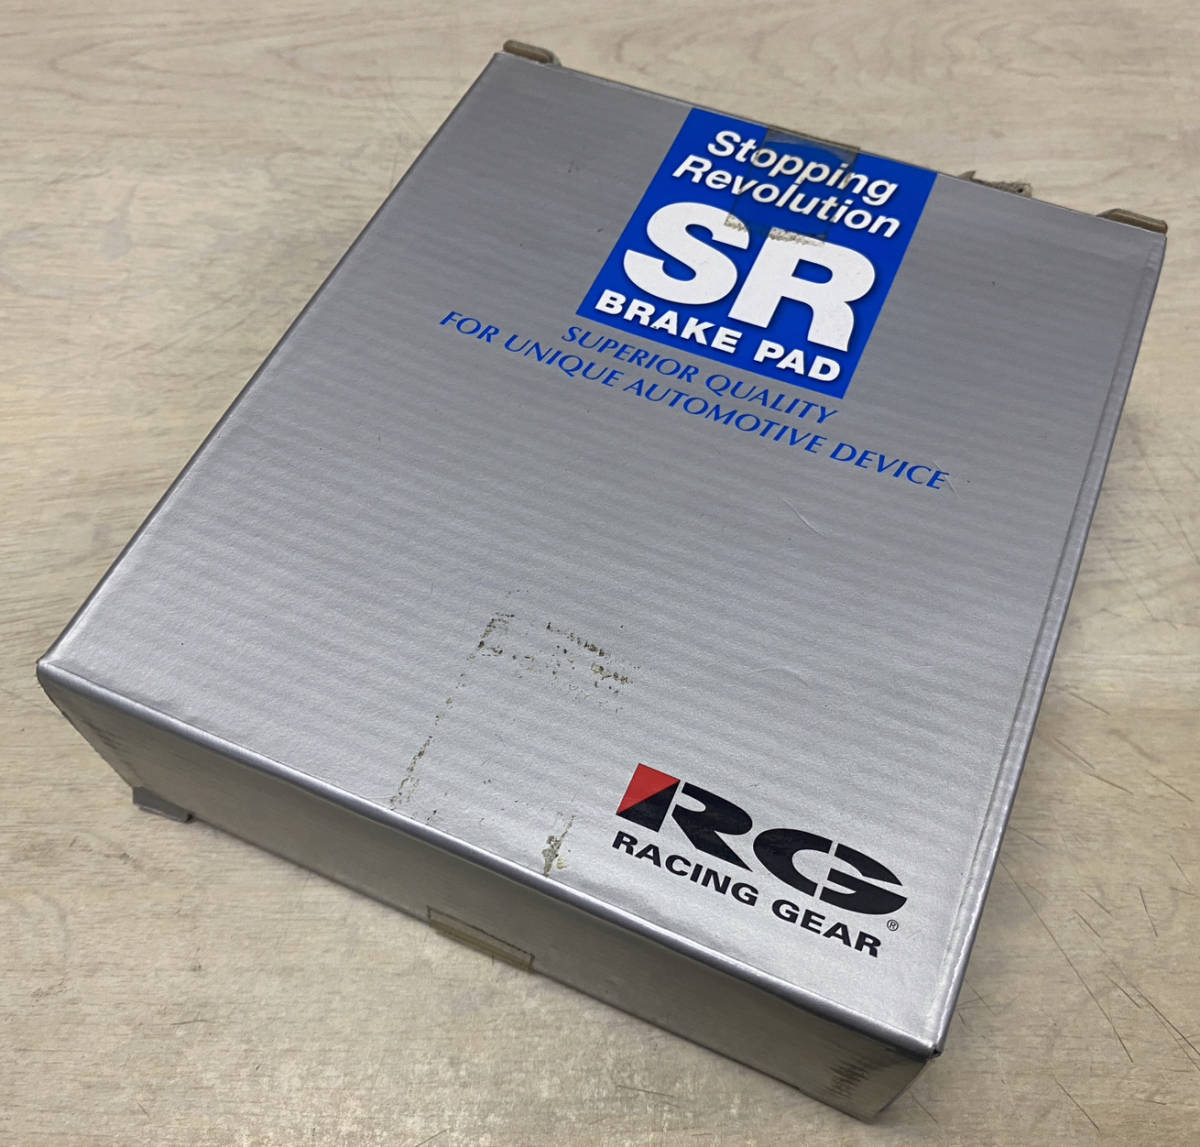 Stopping
Revolution
SR
BRAKE PAD
SUPERIOR QUALITY
FOR UNIQUE AUTOMOTIVE DEVICE
RG
RACING GEAR®